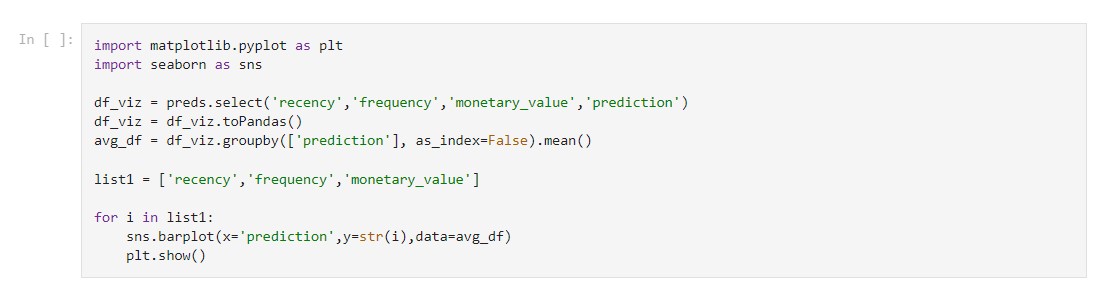 In [ ]:
import matplotlib.pyplot as plt
import seaborn as sns
df_viz = preds.select('recency','frequency','monetary_value','prediction')
df_viz = df_viz.toPandas()
avg_df = df_viz.groupby(['prediction'], as_index=False).mean()
list1 = ['recency','frequency','monetary_value']
for i in list1:
    sns.barplot(x='prediction',y=str(i),data=avg_df)
    plt.show()